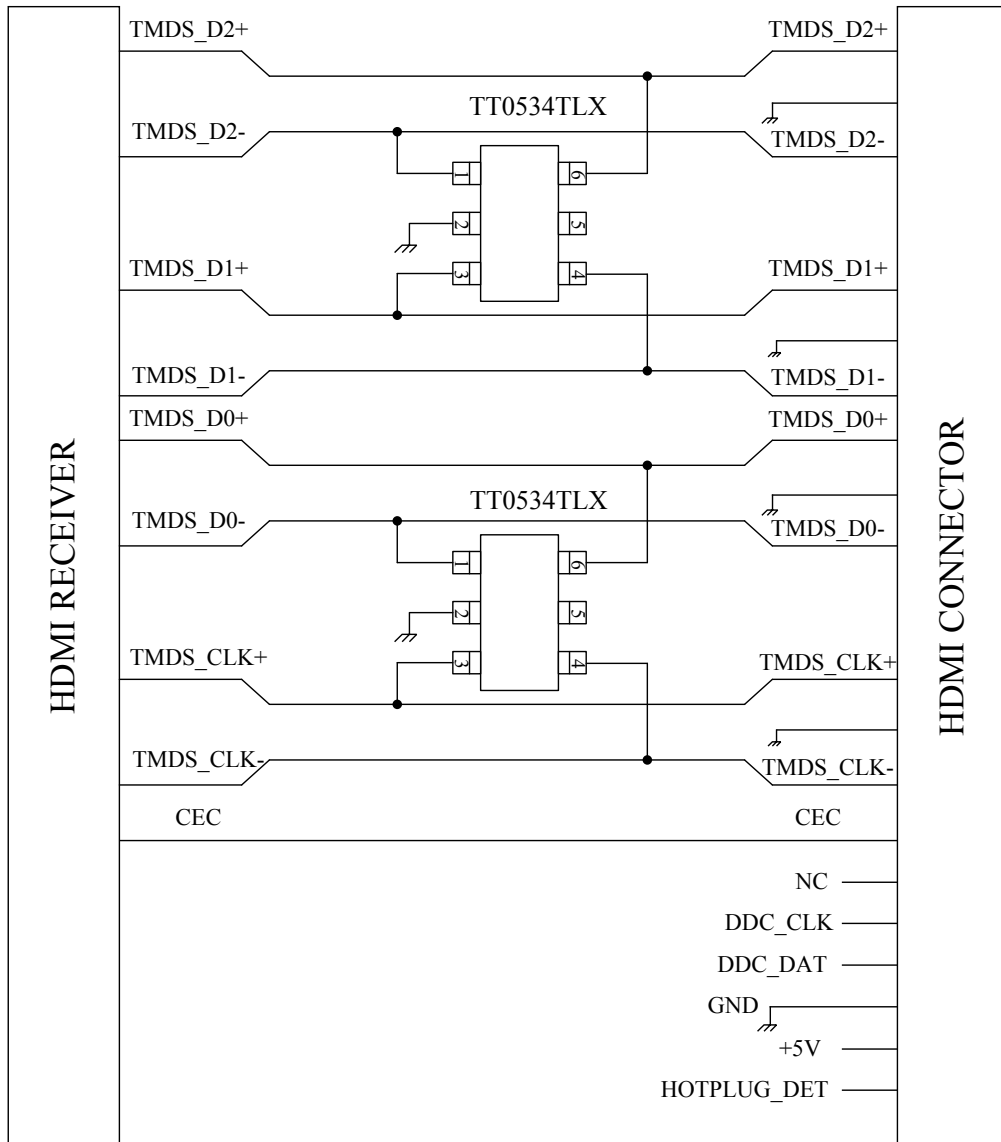 TMDS_D2+
TMDS_D2+
TT0534TLX
TMDS_D2-
TMDS_D2-
1
6
2
5
3
4
TMDS_D1+
TMDS_D1+
TMDS_D1-
TMDS_D1-
TMDS_D0+
TMDS_D0+
TT0534TLX
TMDS_D0-
TMDS_D0-
1
6
2
5
3
4
TMDS_CLK+
TMDS_CLK+
TMDS_CLK-
TMDS_CLK-
CEC
CEC
NC
DDC_CLK
DDC_DAT
GND
+5V
HOTPLUG_DET
HDMI RECEIVER
HDMI CONNECTOR